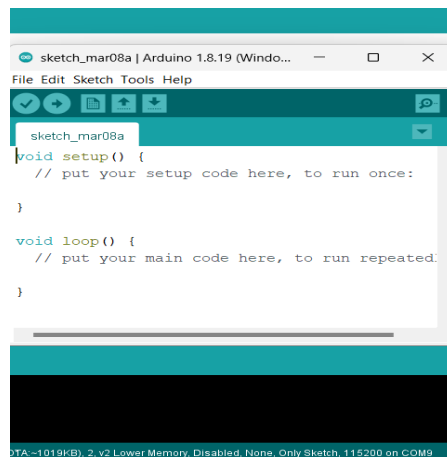 sketch_mar08a | Arduino 1.8.19 (Windo...
File Edit Sketch Tools Help
sketch_mar08a
void setup() {
// put your setup code here, to run once:
}
void loop() {
// put your main code here, to run repeatedl
}
OTA:~1019KB), 2, v2 Lower Memory, Disabled, None, Only Sketch, 115200 on COM9